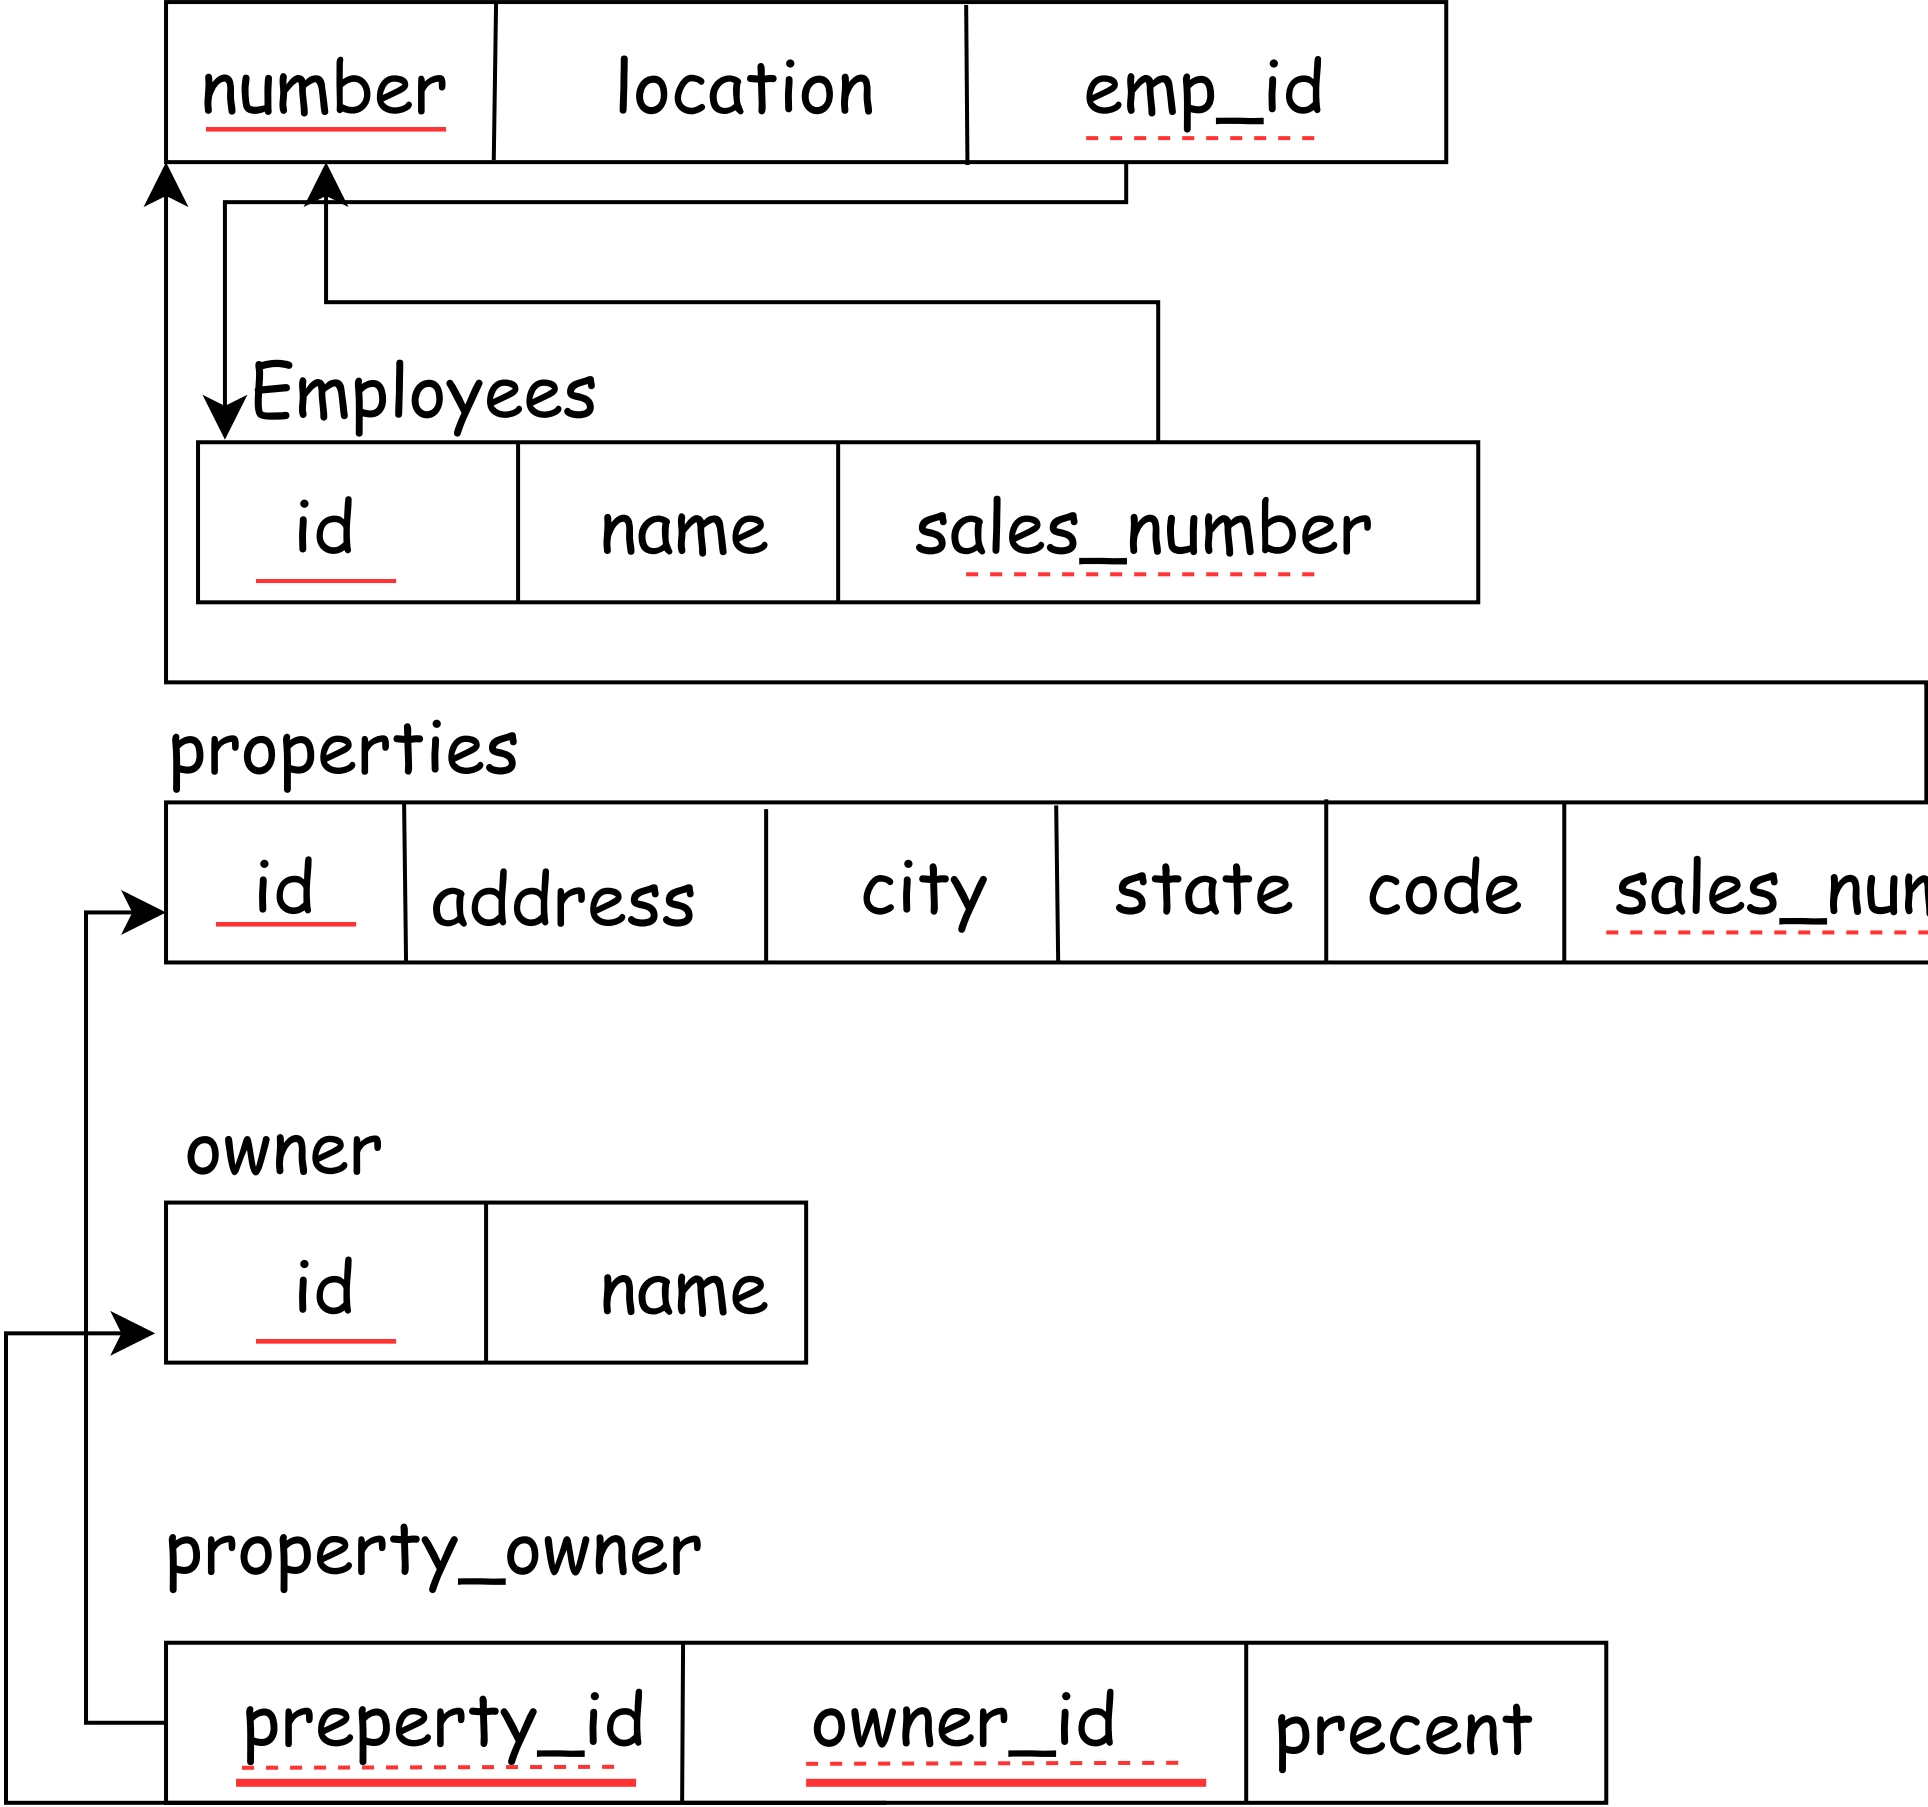 number location emp_id
Employees
id name sales_number
properties
id address city state code
owner
id name
property_owner
preperty_id owner_id precent